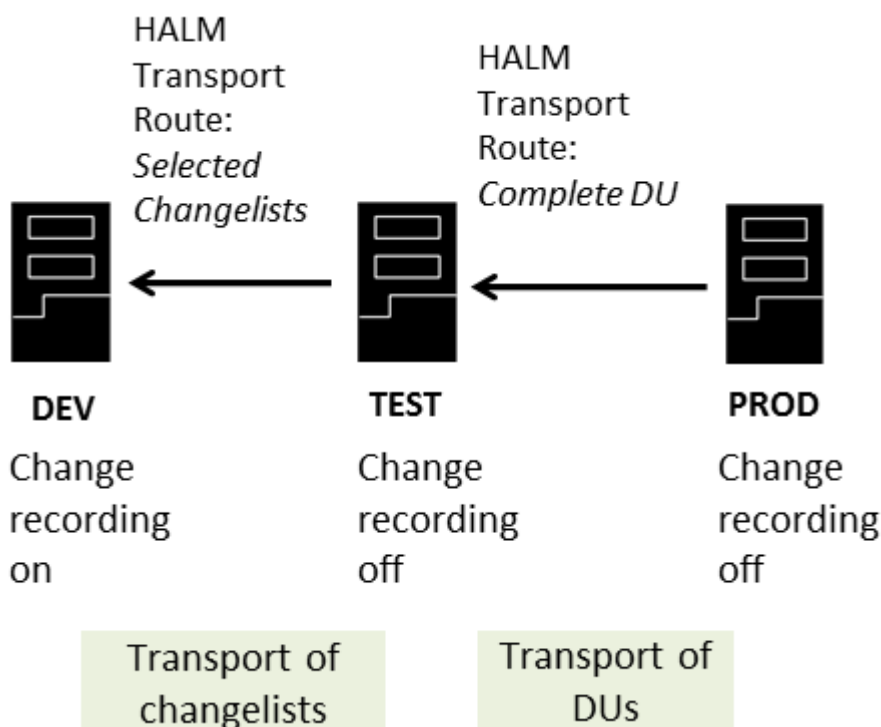 HALM
Transport
Route:
Selected
Changelists
HALM
Transport
Route:
Complete DU
DEV
TEST
PROD
Change
recording
on
Change
recording
off
Change
recording
off
Transport of
changelists
Transport of
DUs